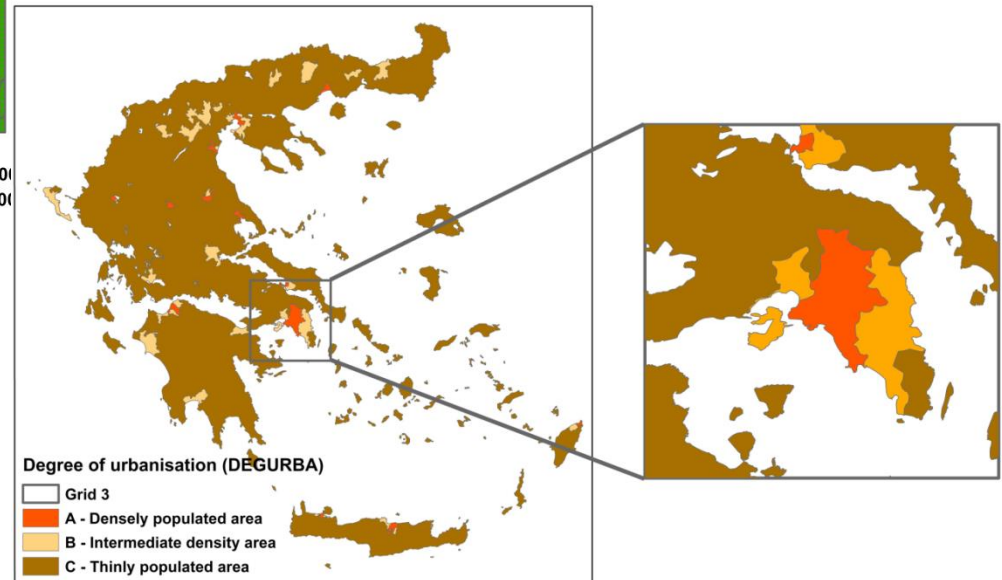 Degree of urbanisation (DEGURBA)
Grid 3
A - Densely populated area
B - Intermediate density area
C - Thinly populated area